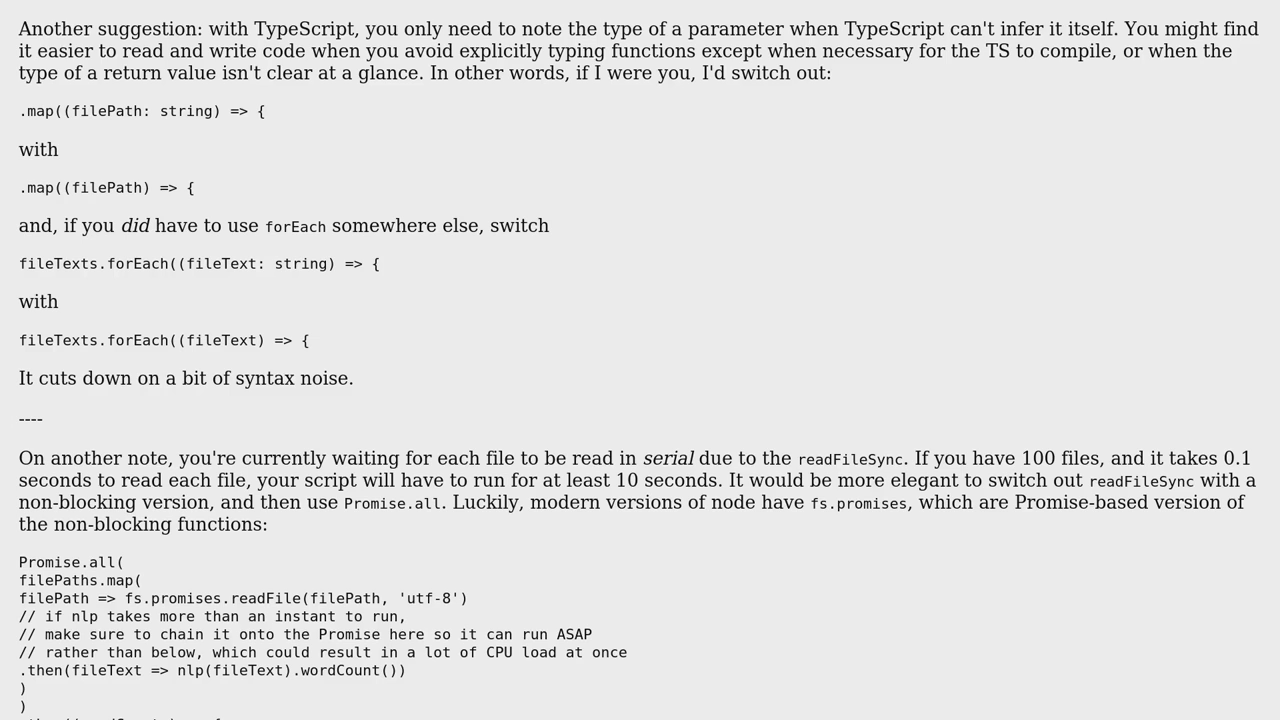 Another suggestion: with TypeScript, you only need to note the type of a parameter when TypeScript can't infer it itself. You might find
it easier to read and write code when you avoid explicitly typing functions except when necessary for the TS to compile, or when the
type of a return value isn't clear at a glance. In other words, if I were you, I'd switch out:
.map((filePath: string) => {
with
.map((filePath) => {
and, if you did have to use forEach somewhere else, switch
fileTexts.forEach((fileText: string) => {
with
fileTexts.forEach((fileText) => {
It cuts down on a bit of syntax noise.
----
On another note, you're currently waiting for each file to be read in serial due to the readFileSync. If you have 100 files, and it takes 0.1
seconds to read each file, your script will have to run for at least 10 seconds. It would be more elegant to switch out readFileSync with a
non-blocking version, and then use Promise.all. Luckily, modern versions of node have fs.promises, which are Promise-based version of
the non-blocking functions:
Promise.all(
filePaths.map(
filePath => fs.promises.readFile(filePath, 'utf-8')
// if nlp takes more than an instant to run,
// make sure to chain it onto the Promise here so it can run ASAP
// rather than below, which could result in a lot of CPU load at once
.then(fileText => nlp(fileText).wordCount())
)
)